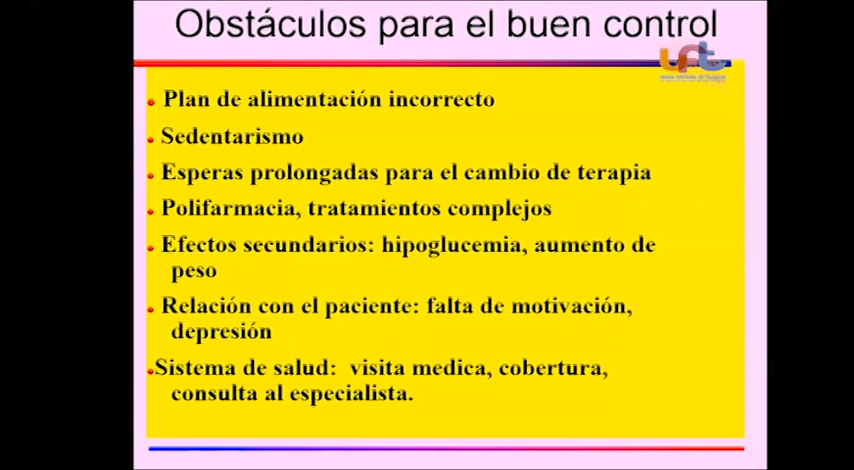 Obstáculos para el buen control
Plan de alimentación incorrecto
Sedentarismo
Esperas prolongadas para el cambio de terapia
Polifarmacia, tratamientos complejos
Efectos secundarios: hipoglucemia, aumento de
peso
Relación con el paciente: falta de motivación,
depresión
Sistema de salud: visita medica, cobertura,
consulta al especialista.